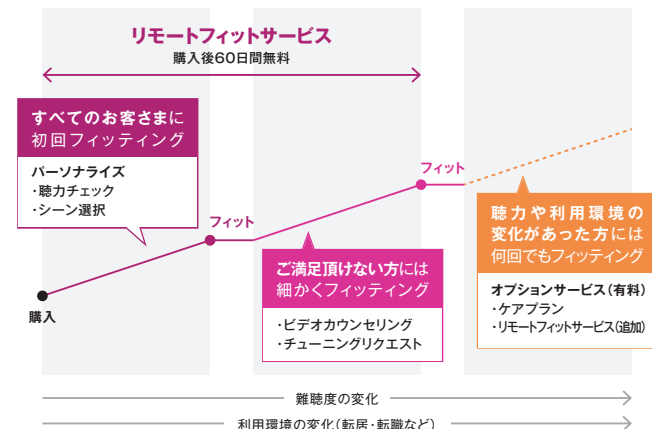 リモートフィットサービス
購入後60日間無料
すべてのお客さまに
初回フィッティング
パーソナライズ
・聴力チェック
・シーン選択
フィット
フィット
購入
ご満足頂けない方には
細かくフィッティング
・ビデオカウンセリング
・チューニングリクエスト
聴力や利用環境の
変化があった方には
何回でもフィッティング
オプションサービス(有料)
・ケアプラン
・リモートフィットサービス(追加)
難聴度の変化
利用環境の変化(転居・転職など)